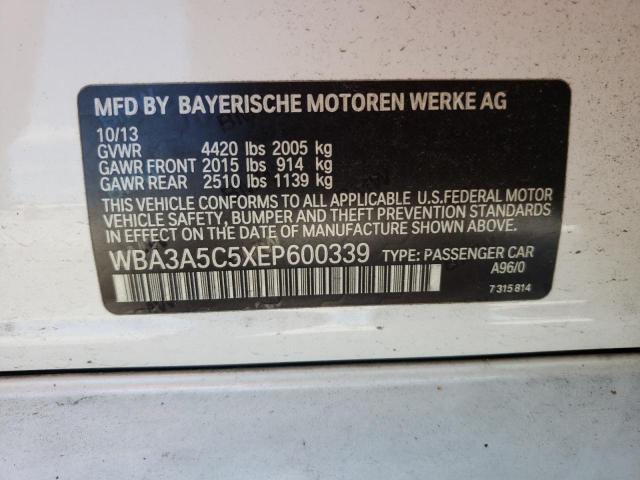 MFD BY BAYERISCHE MOTOREN WERKE AG
10/13
GVWR 4420 lbs 2005 kg
GAWR FRONT 2015 lbs 914 kg
GAWR REAR 2510 lbs 1139 kg
THIS VEHICLE CONFORMS TO ALL APPLICABLE U.S.FEDERAL MOTOR
VEHICLE SAFETY, BUMPER AND THEFT PREVENTION STANDARDS
IN EFFECT ON THE DATE OF MANUFACTURE SHOWN ABOVE.
WBA3A5C5XEP600339 TYPE: PASSENGER CAR
A96/0
7 315 814